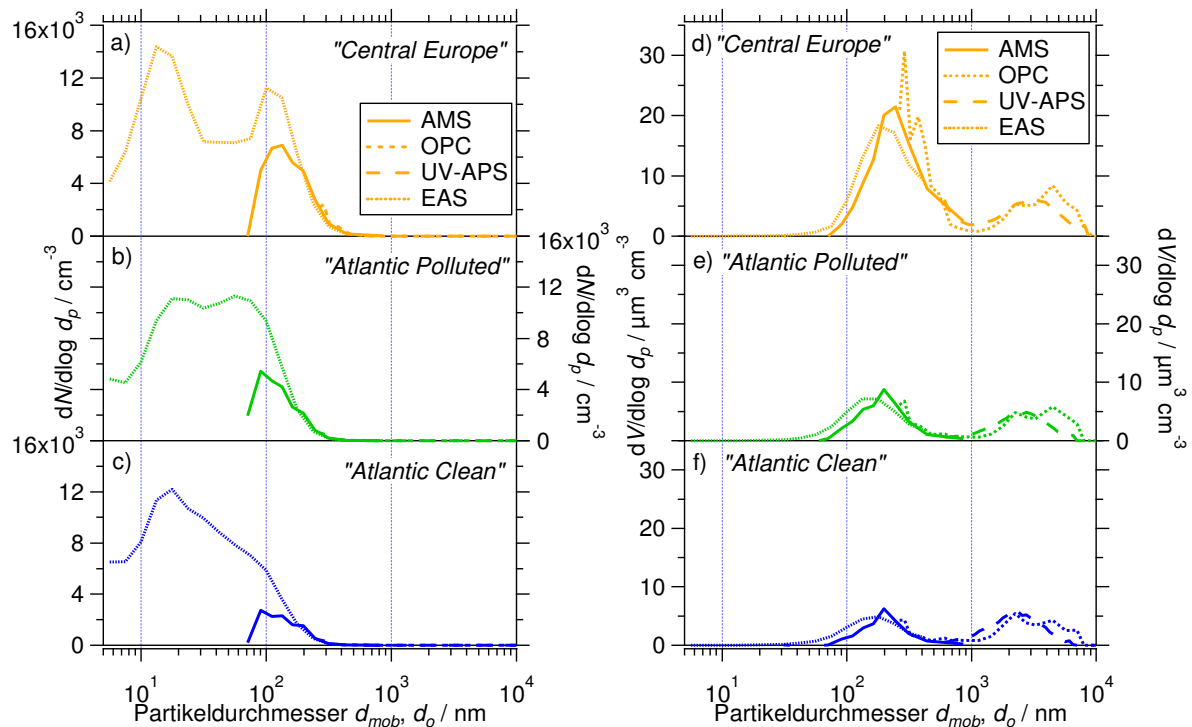 16x10³
12
8
4
0
a)
"Central Europe"
AMS
OPC
UV-APS
EAS
b)
"Atlantic Polluted"
16x10³
12
8
4
0
dN/dlog dₚ / cm⁻³
dN/dlog dₚ / cm⁻³
16x10³
12
8
4
0
c)
"Atlantic Clean"
10¹
10²
10³
10⁴
Partikeldurchmesser d_mob, d_o / nm
30
20
10
0
d)
"Central Europe"
AMS
OPC
UV-APS
EAS
e)
"Atlantic Polluted"
30
20
10
0
dV/dlog dₚ / µm³ cm⁻³
dV/dlog dₚ / µm³ cm⁻³
30
20
10
0
f)
"Atlantic Clean"
10¹
10²
10³
10⁴
Partikeldurchmesser d_mob, d_o / nm